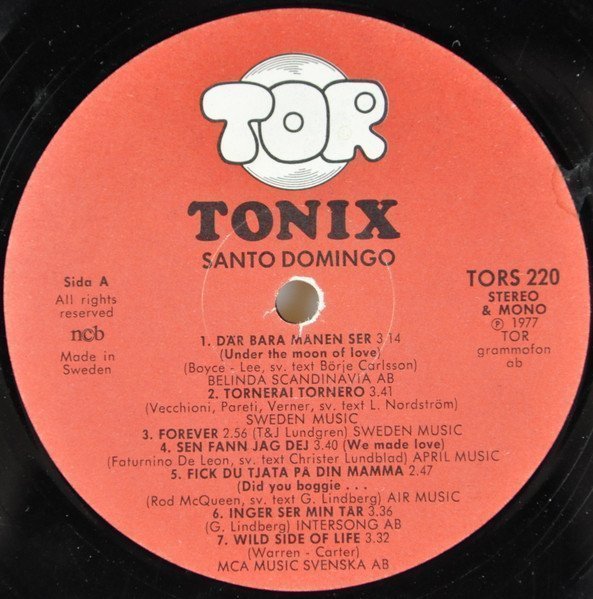 TOR
TONIX
SANTO DOMINGO
Sida A
All rights
reserved
ncb
Made in
Sweden
TORS 220
STEREO
& MONO
Ⓟ 1977
TOR
grammofon
ab
1. DÄR BARA MÅNEN SER 3.14
(Under the moon of love)
(Boyce - Lee, sv. text Börje Carlsson)
BELINDA SCANDINAVIA AB
2. TORNERAI TORNERO 3.41
(Vecchioni, Pareti, Verner, sv. text L. Nordström)
SWEDEN MUSIC
3. FOREVER 2.56 (T&J Lundgren) SWEDEN MUSIC
4. SEN FANN JAG DEJ 3.40 (We made love)
(Faturnino De Leon, sv. text Christer Lundblad) APRIL MUSIC
5. FICK DU TJATA PÅ DIN MAMMA 2.47
(Did you boggie . . .
(Rod McQueen, sv. text G. Lindberg) AIR MUSIC
6. INGER SER MIN TÅR 3.36
(G. Lindberg) INTERSONG AB
7. WILD SIDE OF LIFE 3.32
(Warren - Carter)
MCA MUSIC SVENSKA AB